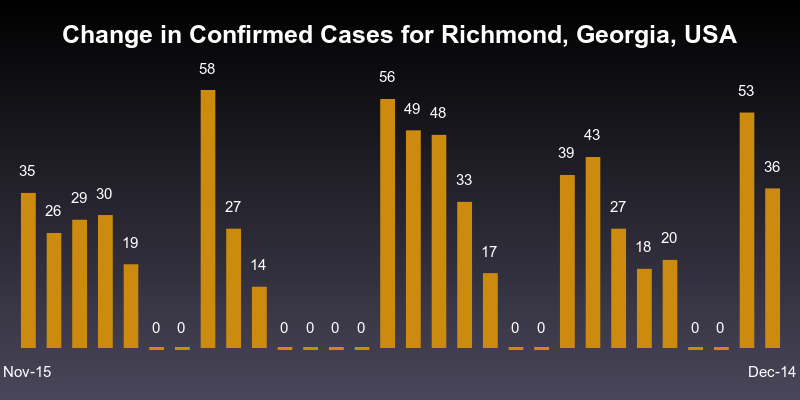 Change in Confirmed Cases for Richmond, Georgia, USA
35 26 29 30 19 0 0 58 27 14 0 0 0 0 56 49 48 33 17 0 0 39 43 27 18 20 0 0 53 36
Nov-15 Dec-14